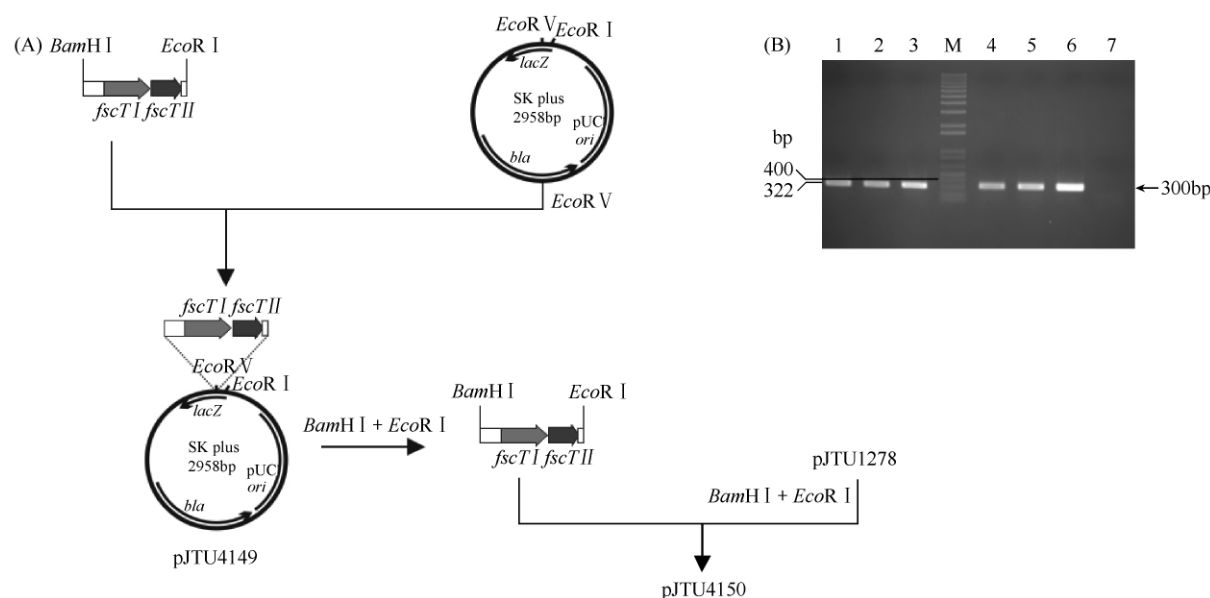 (A)
BamH I EcoR I
fscT I fscT II
EcoR V EcoR I
lacZ
SK plus
2958bp
pUC
ori
bla
EcoR V
fscT I fscT II
EcoR V
EcoR I
lacZ
SK plus
2958bp
pUC
ori
bla
pJTU4149
BamH I + EcoR I
BamH I EcoR I
fscT I fscT II
pJTU1278
BamH I + EcoR I
pJTU4150
(B)
1 2 3 M 4 5 6 7
bp
400
322
300bp